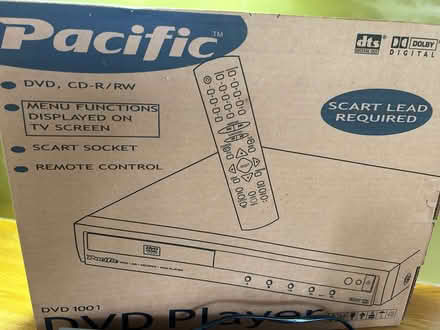 Pacific™
dts
DOLBY
DIGITAL
DVD, CD-R/RW
MENU FUNCTIONS
DISPLAYED ON
TV SCREEN
SCART SOCKET
REMOTE CONTROL
SCART LEAD
REQUIRED
Pacific
DVD 1001
DVD Player